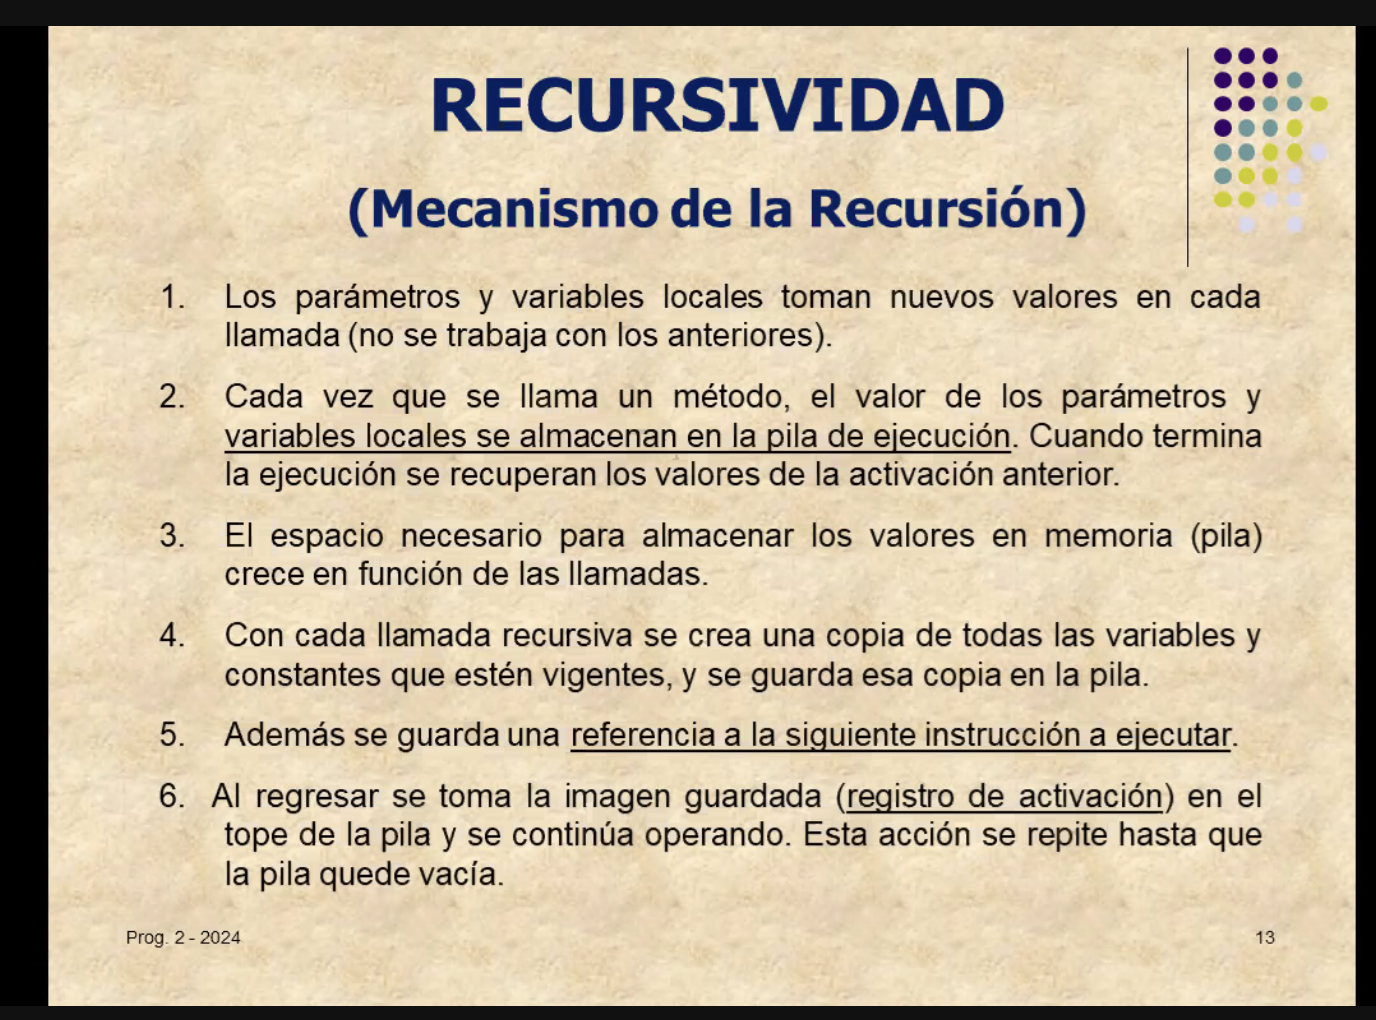 RECURSIVIDAD
(Mecanismo de la Recursión)
1. Los parámetros y variables locales toman nuevos valores en cada
llamada (no se trabaja con los anteriores).
2. Cada vez que se llama un método, el valor de los parámetros y
variables locales se almacenan en la pila de ejecución. Cuando termina
la ejecución se recuperan los valores de la activación anterior.
3. El espacio necesario para almacenar los valores en memoria (pila)
crece en función de las llamadas.
4. Con cada llamada recursiva se crea una copia de todas las variables y
constantes que estén vigentes, y se guarda esa copia en la pila.
5. Además se guarda una referencia a la siguiente instrucción a ejecutar.
6. Al regresar se toma la imagen guardada (registro de activación) en el
tope de la pila y se continúa operando. Esta acción se repite hasta que
la pila quede vacía.
Prog. 2 - 2024
13